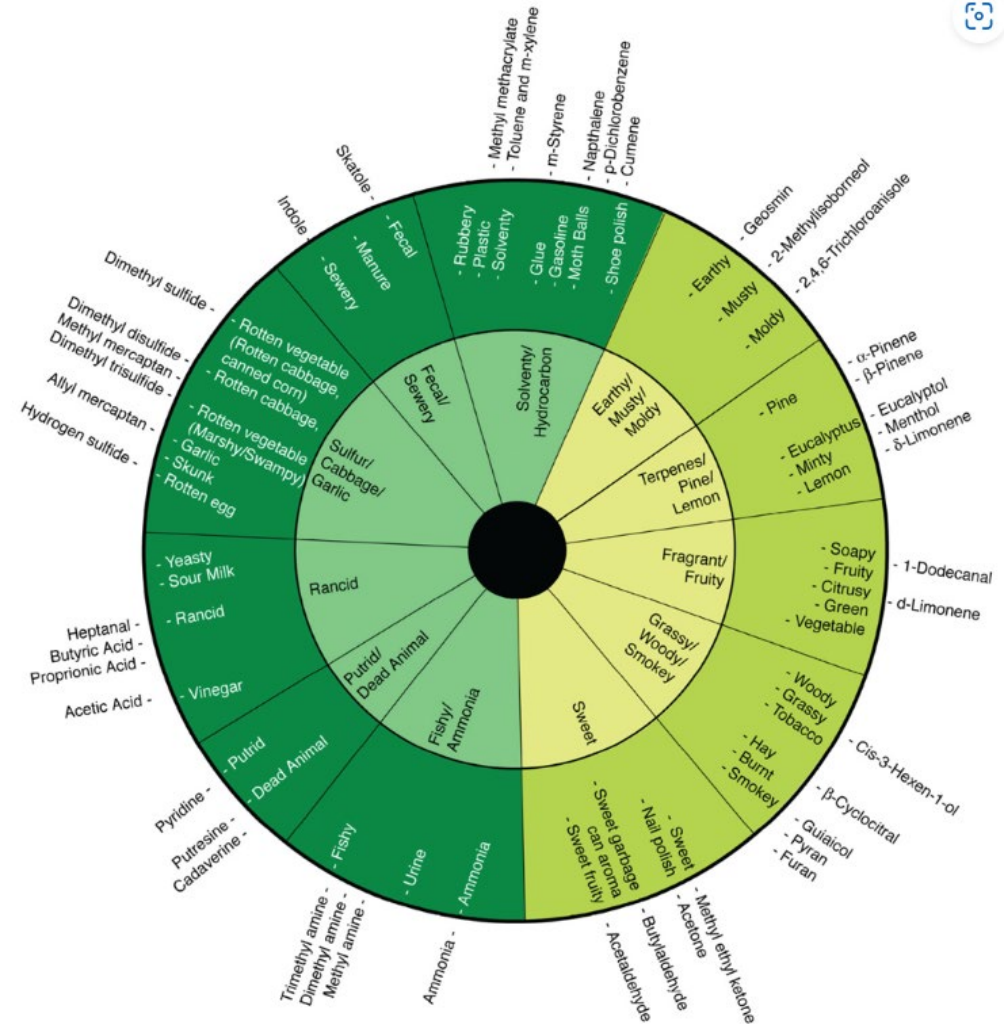 - Methyl methacrylate
- Toluene and m-xylene
- m-Styrene
- Napthalene
- p-Dichlorobenzene
- Cumene
- Geosmin
- 2-Methylisoborneol
- 2,4,6-Trichloroanisole
- α-Pinene
- β-Pinene
- Eucalyptol
- Menthol
- δ-Limonene
- 1-Dodecanal
- d-Limonene
- Cis-3-Hexen-1-ol
- β-Cyclocitral
- Guiaicol
- Pyran
- Furan
- Methyl ethyl ketone
- Acetone
- Butylaldehyde
- Acetaldehyde
Ammonia -
Methyl amine -
Dimethyl amine -
Trimethyl amine -
Cadaverine -
Putresine -
Pyridine -
Acetic Acid -
Proprionic Acid -
Butyric Acid -
Heptanal -
Hydrogen sulfide -
Allyl mercaptan -
Dimethyl trisulfide -
Methyl mercaptan -
Dimethyl disulfide -
Dimethyl sulfide -
Indole -
Skatole -
- Rubbery
- Plastic
- Solventy
- Glue
- Gasoline
- Moth Balls
- Shoe polish
- Earthy
- Musty
- Moldy
- Pine
- Eucalyptus
- Minty
- Lemon
- Soapy
- Fruity
- Citrusy
- Green
- Vegetable
- Woody
- Grassy
- Tobacco
- Hay
- Burnt
- Smokey
- Sweet
- Nail polish
- Sweet garbage
can aroma
- Sweet fruity
- Ammonia
- Urine
- Fishy
- Dead Animal
- Putrid
- Vinegar
- Rancid
- Sour Milk
- Yeasty
- Rotten egg
- Skunk
- Garlic
- Rotten vegetable
(Marshy/Swampy)
- Rotten cabbage,
- Rotten vegetable
(Rotten cabbage,
canned corn)
- Sewery
- Manure
- Fecal
Solventy/
Hydrocarbon
Earthy/
Musty/
Moldy
Terpenes/
Pine/
Lemon
Fragrant/
Fruity
Grassy/
Woody/
Smokey
Sweet
Fishy/
Ammonia
Putrid/
Dead Animal
Rancid
Sulfur/
Cabbage/
Garlic
Fecal/
Sewery